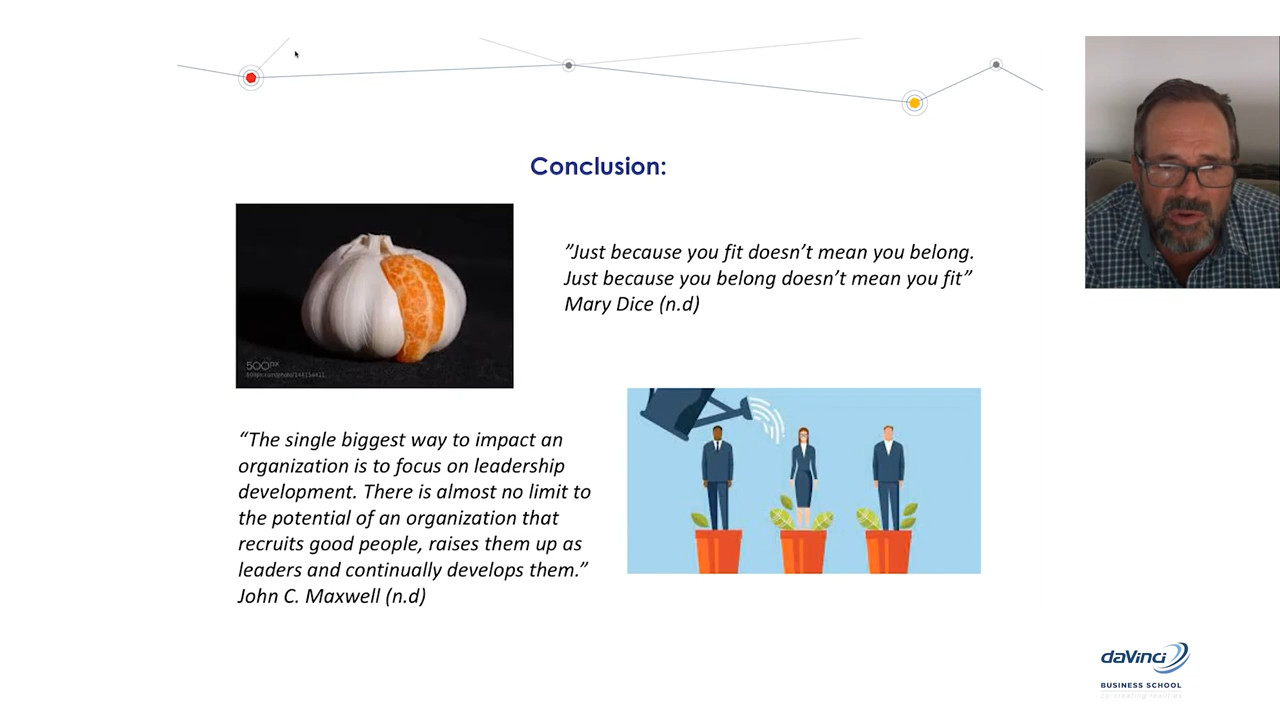 Conclusion:
”Just because you fit doesn’t mean you belong.
Just because you belong doesn’t mean you fit”
Mary Dice (n.d)
500px
“The single biggest way to impact an
organization is to focus on leadership
development. There is almost no limit to
the potential of an organization that
recruits good people, raises them up as
leaders and continually develops them.”
John C. Maxwell (n.d)
daVinci
BUSINESS SCHOOL